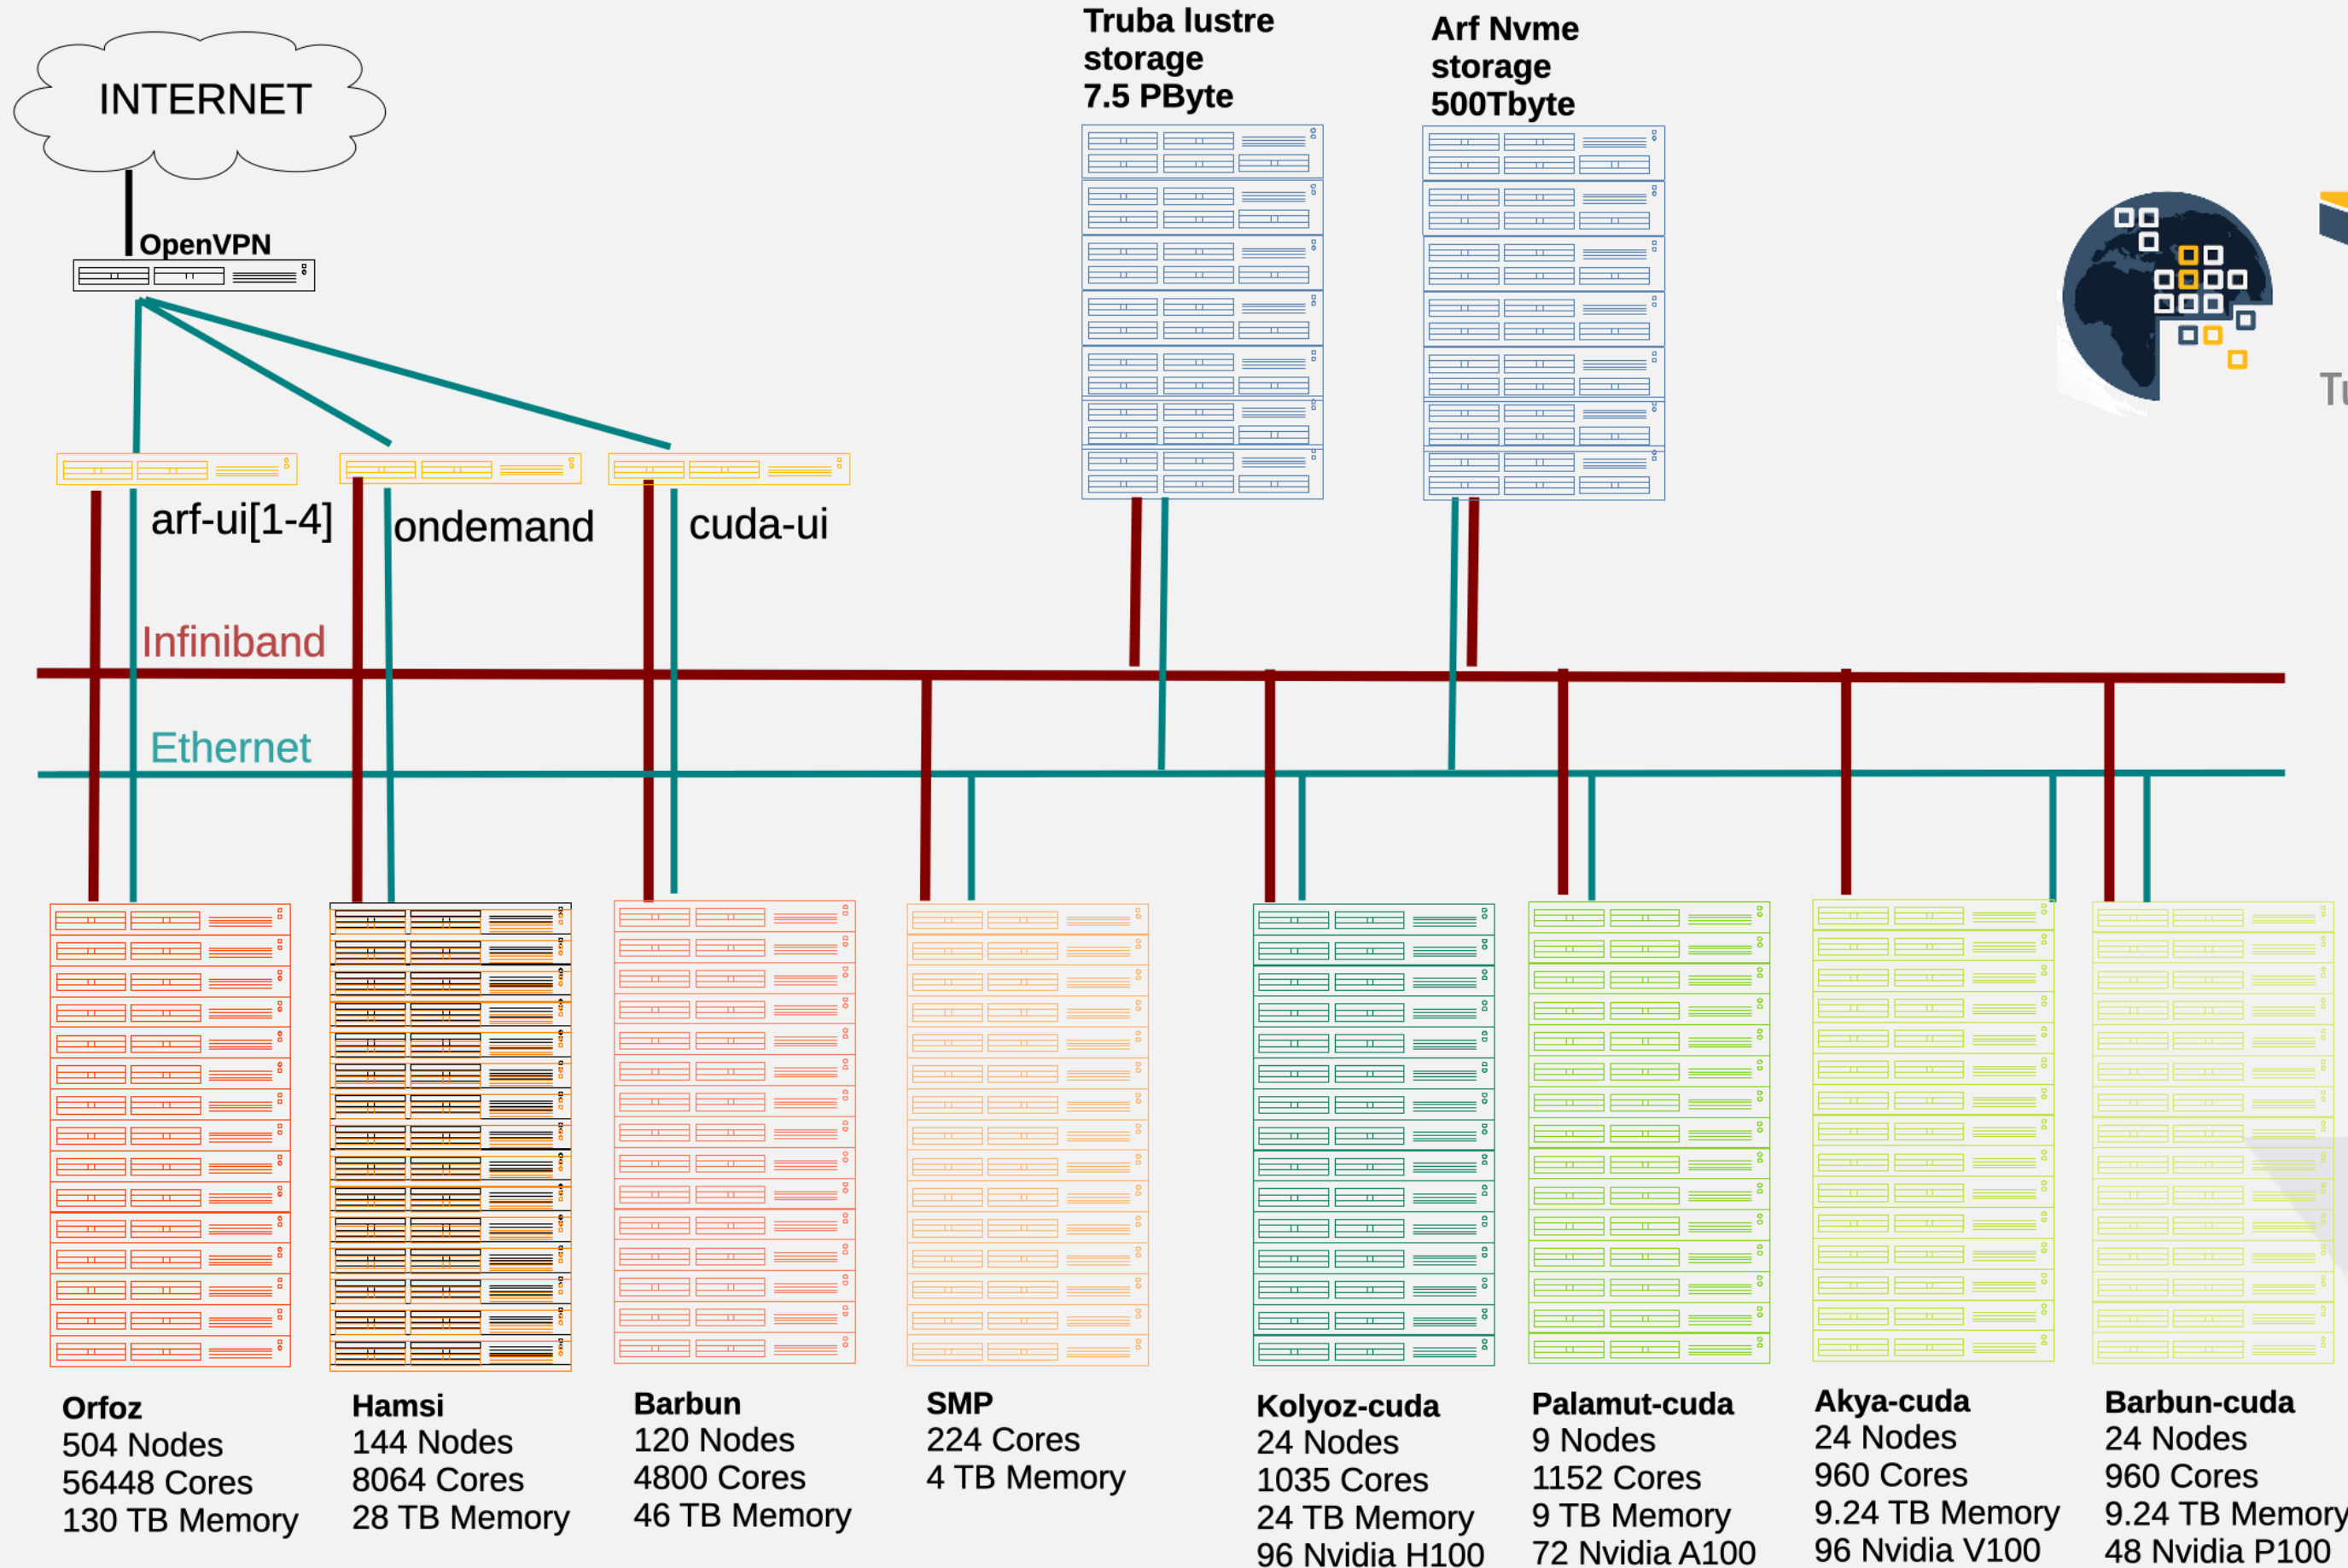 INTERNET
OpenVPN
arf-ui[1-4]
ondemand
cuda-ui
Truba lustre
storage
7.5 PByte
Arf Nvme
storage
500Tbyte
Infiniband
Ethernet
Orfoz
504 Nodes
56448 Cores
130 TB Memory
Hamsi
144 Nodes
8064 Cores
28 TB Memory
Barbun
120 Nodes
4800 Cores
46 TB Memory
SMP
224 Cores
4 TB Memory
Kolyoz-cuda
24 Nodes
1035 Cores
24 TB Memory
96 Nvidia H100
Palamut-cuda
9 Nodes
1152 Cores
9 TB Memory
72 Nvidia A100
Akya-cuda
24 Nodes
960 Cores
9.24 TB Memory
96 Nvidia V100
Barbun-cuda
24 Nodes
960 Cores
9.24 TB Memory
48 Nvidia P100